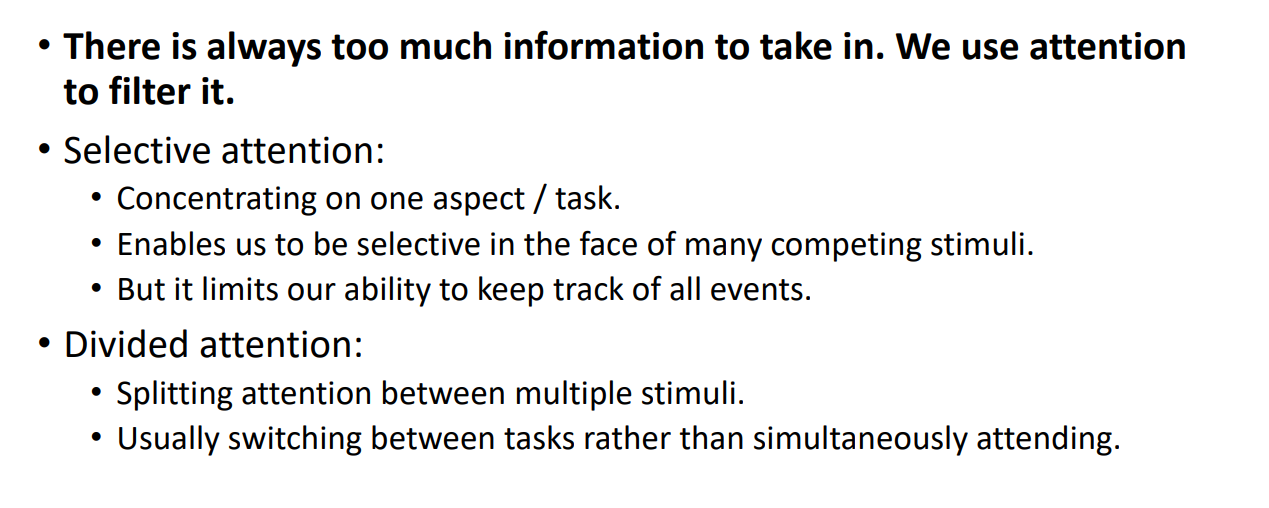 • There is always too much information to take in. We use attention
to filter it.
• Selective attention:
• Concentrating on one aspect / task.
• Enables us to be selective in the face of many competing stimuli.
• But it limits our ability to keep track of all events.
• Divided attention:
• Splitting attention between multiple stimuli.
• Usually switching between tasks rather than simultaneously attending.